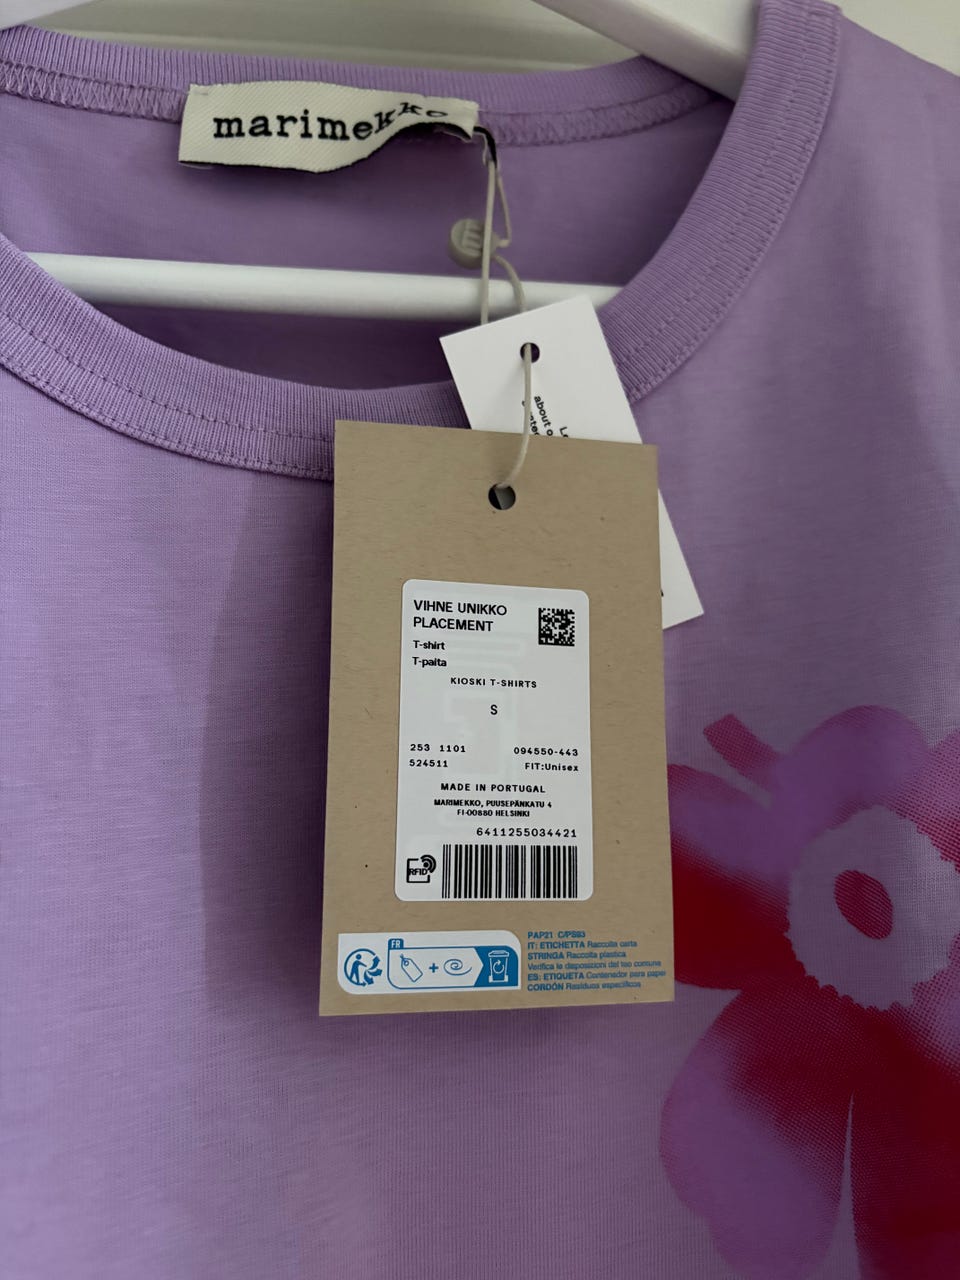 marimekko
about o
VIHNE UNIKKO
PLACEMENT
T-shirt
T-paita
KIOSKI T-SHIRTS
S
253 1101 094550-443
524511 FIT:Unisex
MADE IN PORTUGAL
MARIMEKKO, PUUSEPÄNKATU 4
FI-00880 HELSINKI
6411255034421
RFID
FR
PAP21 C/PS93
IT: ETICHETTA Raccolta carta
STRINGA Raccolta plastica
Verifica le disposizioni del tuo comune
ES: ETIQUETA Contenedor para papel
CORDÓN Residuos específicos